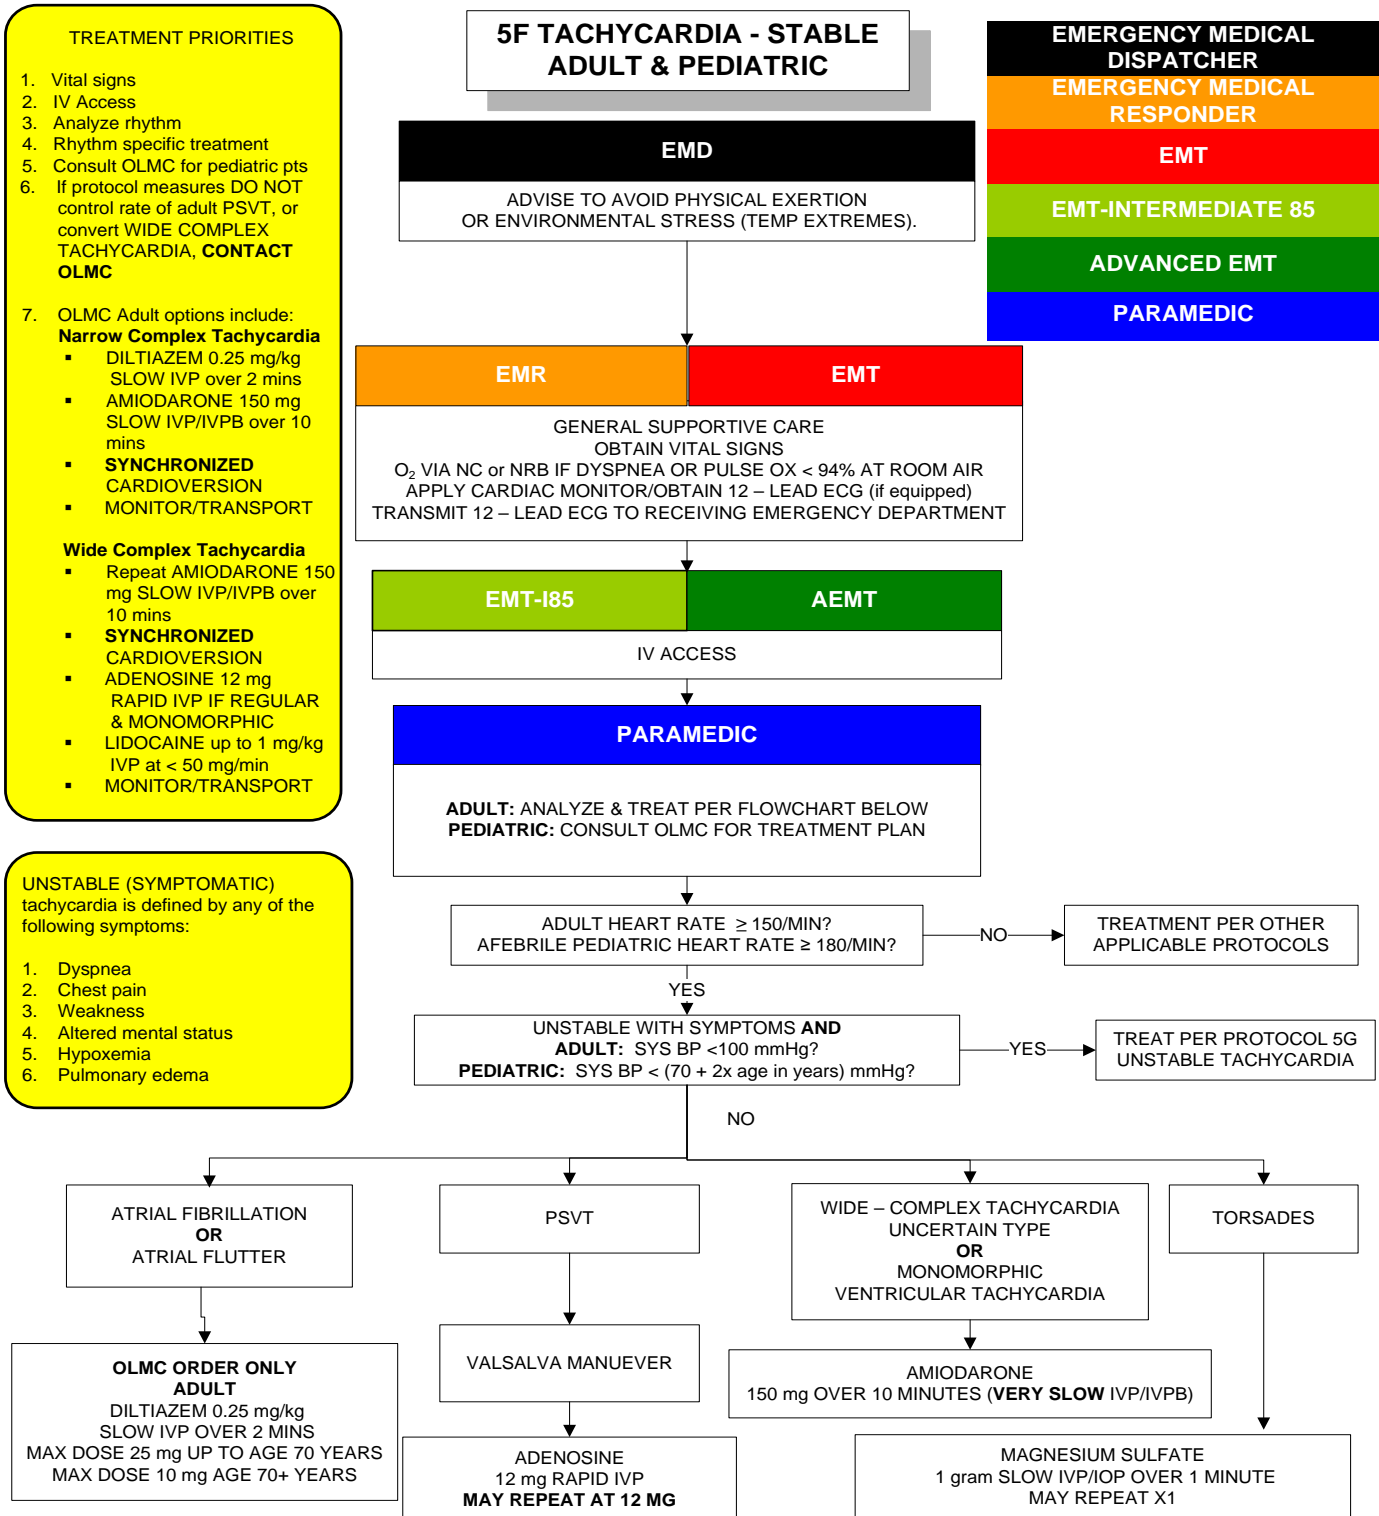 TREATMENT PRIORITIES
1. Vital signs
2. IV Access
3. Analyze rhythm
4. Rhythm specific treatment
5. Consult OLMC for pediatric pts
6. If protocol measures DO NOT
control rate of adult PSVT, or
convert WIDE COMPLEX
TACHYCARDIA, CONTACT
OLMC
7. OLMC Adult options include:
Narrow Complex Tachycardia
▪ DILTIAZEM 0.25 mg/kg
SLOW IVP over 2 mins
▪ AMIODARONE 150 mg
SLOW IVP/IVPB over 10
mins
▪ SYNCHRONIZED
CARDIOVERSION
▪ MONITOR/TRANSPORT
Wide Complex Tachycardia
▪ Repeat AMIODARONE 150
mg SLOW IVP/IVPB over
10 mins
▪ SYNCHRONIZED
CARDIOVERSION
▪ ADENOSINE 12 mg
RAPID IVP IF REGULAR
& MONOMORPHIC
▪ LIDOCAINE up to 1 mg/kg
IVP at < 50 mg/min
▪ MONITOR/TRANSPORT
UNSTABLE (SYMPTOMATIC)
tachycardia is defined by any of the
following symptoms:
1. Dyspnea
2. Chest pain
3. Weakness
4. Altered mental status
5. Hypoxemia
6. Pulmonary edema
5F TACHYCARDIA - STABLE
ADULT & PEDIATRIC
EMERGENCY MEDICAL
DISPATCHER
EMERGENCY MEDICAL
RESPONDER
EMT
EMT-INTERMEDIATE 85
ADVANCED EMT
PARAMEDIC
EMD
ADVISE TO AVOID PHYSICAL EXERTION
OR ENVIRONMENTAL STRESS (TEMP EXTREMES).
EMR
EMT
GENERAL SUPPORTIVE CARE
OBTAIN VITAL SIGNS
O₂ VIA NC or NRB IF DYSPNEA OR PULSE OX < 94% AT ROOM AIR
APPLY CARDIAC MONITOR/OBTAIN 12 – LEAD ECG (if equipped)
TRANSMIT 12 – LEAD ECG TO RECEIVING EMERGENCY DEPARTMENT
EMT-I85
AEMT
IV ACCESS
PARAMEDIC
ADULT: ANALYZE & TREAT PER FLOWCHART BELOW
PEDIATRIC: CONSULT OLMC FOR TREATMENT PLAN
ADULT HEART RATE ≥ 150/MIN?
AFEBRILE PEDIATRIC HEART RATE ≥ 180/MIN?
NO
TREATMENT PER OTHER
APPLICABLE PROTOCOLS
YES
UNSTABLE WITH SYMPTOMS AND
ADULT: SYS BP <100 mmHg?
PEDIATRIC: SYS BP < (70 + 2x age in years) mmHg?
YES
TREAT PER PROTOCOL 5G
UNSTABLE TACHYCARDIA
NO
ATRIAL FIBRILLATION
OR
ATRIAL FLUTTER
PSVT
WIDE – COMPLEX TACHYCARDIA
UNCERTAIN TYPE
OR
MONOMORPHIC
VENTRICULAR TACHYCARDIA
TORSADES
OLMC ORDER ONLY
ADULT
DILTIAZEM 0.25 mg/kg
SLOW IVP OVER 2 MINS
MAX DOSE 25 mg UP TO AGE 70 YEARS
MAX DOSE 10 mg AGE 70+ YEARS
VALSALVA MANUEVER
ADENOSINE
12 mg RAPID IVP
MAY REPEAT AT 12 MG
AMIODARONE
150 mg OVER 10 MINUTES (VERY SLOW IVP/IVPB)
MAGNESIUM SULFATE
1 gram SLOW IVP/IOP OVER 1 MINUTE
MAY REPEAT X1